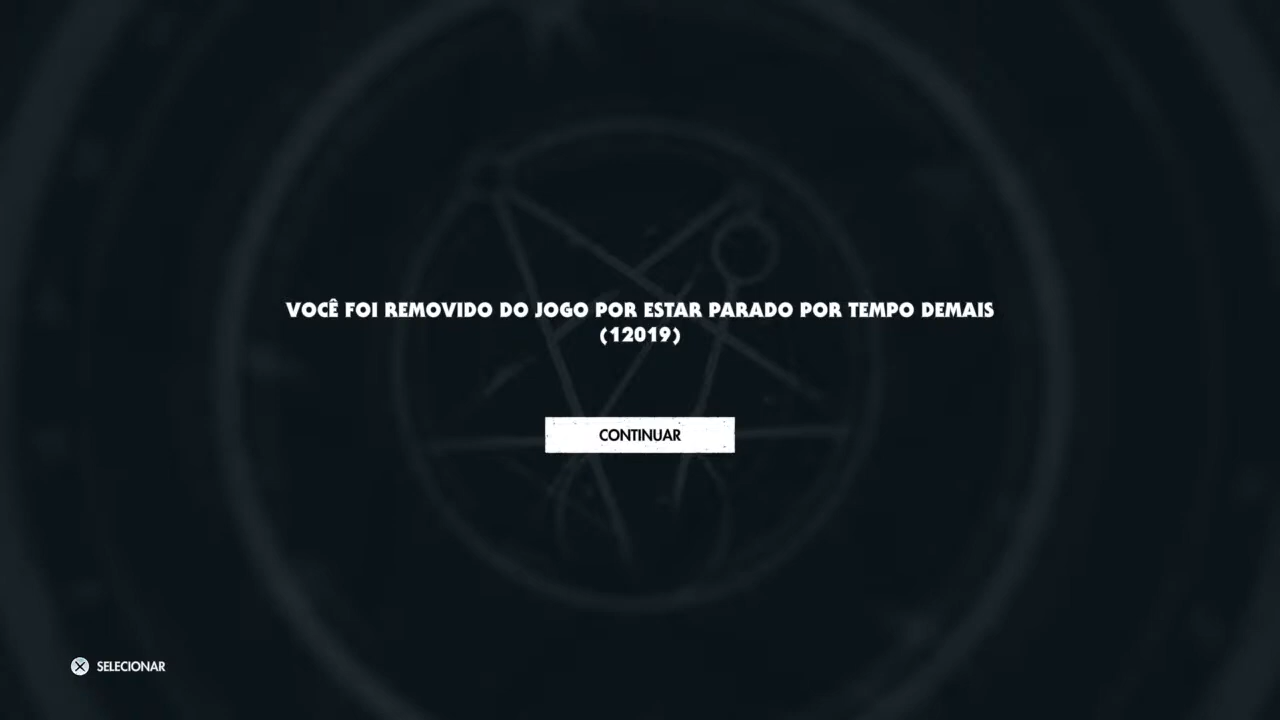 VOCÊ FOI REMOVIDO DO JOGO POR ESTAR PARADO POR TEMPO DEMAIS
(12019)
CONTINUAR
SELECIONAR